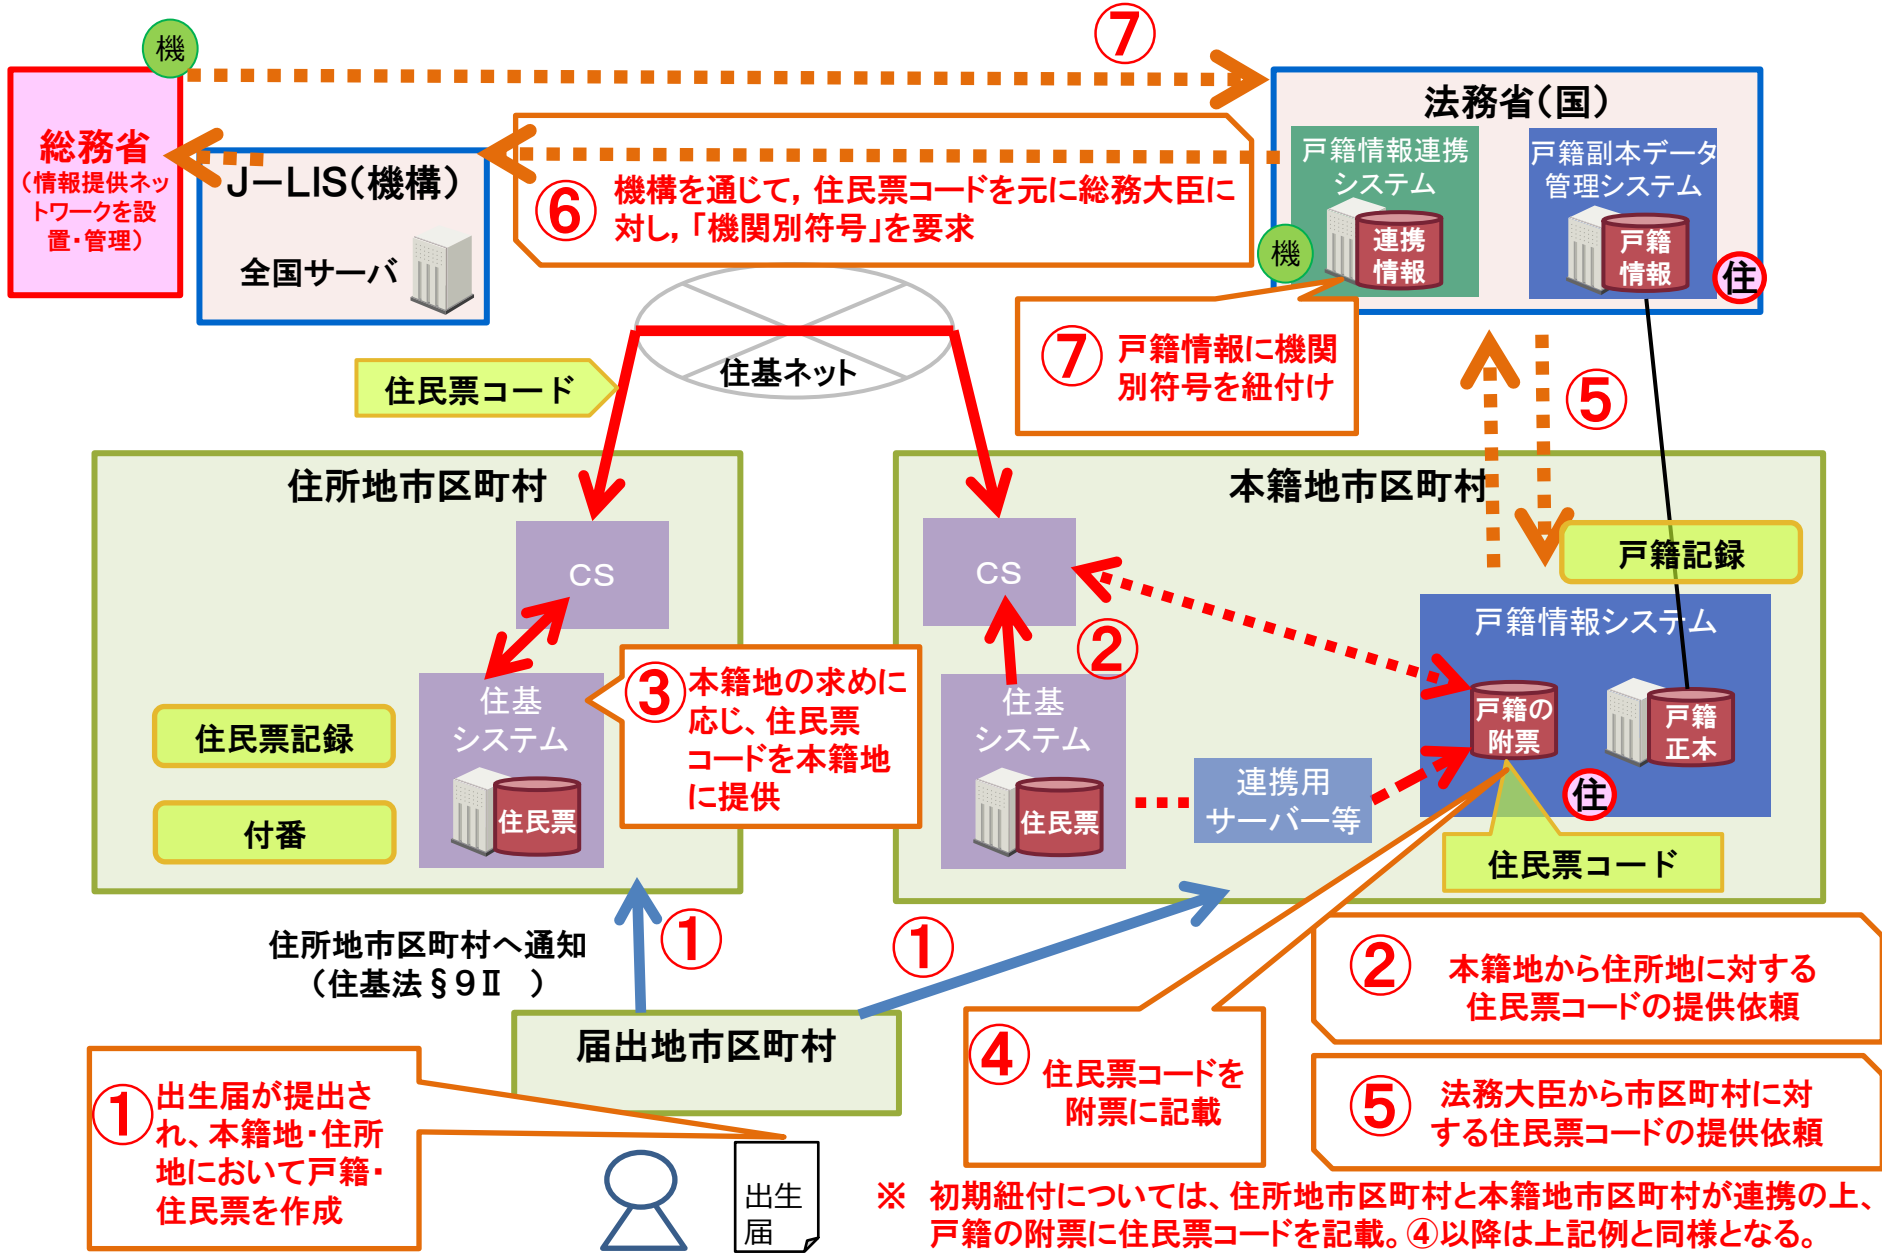 ⑦
機
総務省
（情報提供ネッ
トワークを設
置・管理）
J－LIS（機構）
全国サーバ
⑥
機構を通じて，住民票コードを元に総務大臣に
対し，「機関別符号」を要求
法務省（国）
戸籍情報連携
システム
連携
情報
機
戸籍副本データ
管理システム
戸籍
情報
住
⑦
戸籍情報に機関
別符号を紐付け
住基ネット
住民票コード
⑤
住所地市区町村
CS
住基
システム
住民票
住民票記録
付番
③
本籍地の求めに
応じ、住民票
コードを本籍地
に提供
本籍地市区町村
CS
②
住基
システム
住民票
連携用
サーバー等
戸籍記録
戸籍情報システム
戸籍の
附票
戸籍
正本
住
住民票コード
住所地市区町村へ通知
（住基法§９Ⅱ　）
①
①
届出地市区町村
①
出生届が提出さ
れ、本籍地・住所
地において戸籍・
住民票を作成
出生
届
④
住民票コードを
附票に記載
②
本籍地から住所地に対する
住民票コードの提供依頼
⑤
法務大臣から市区町村に対
する住民票コードの提供依頼
※　初期紐付については、住所地市区町村と本籍地市区町村が連携の上、
戸籍の附票に住民票コードを記載。④以降は上記例と同様となる。